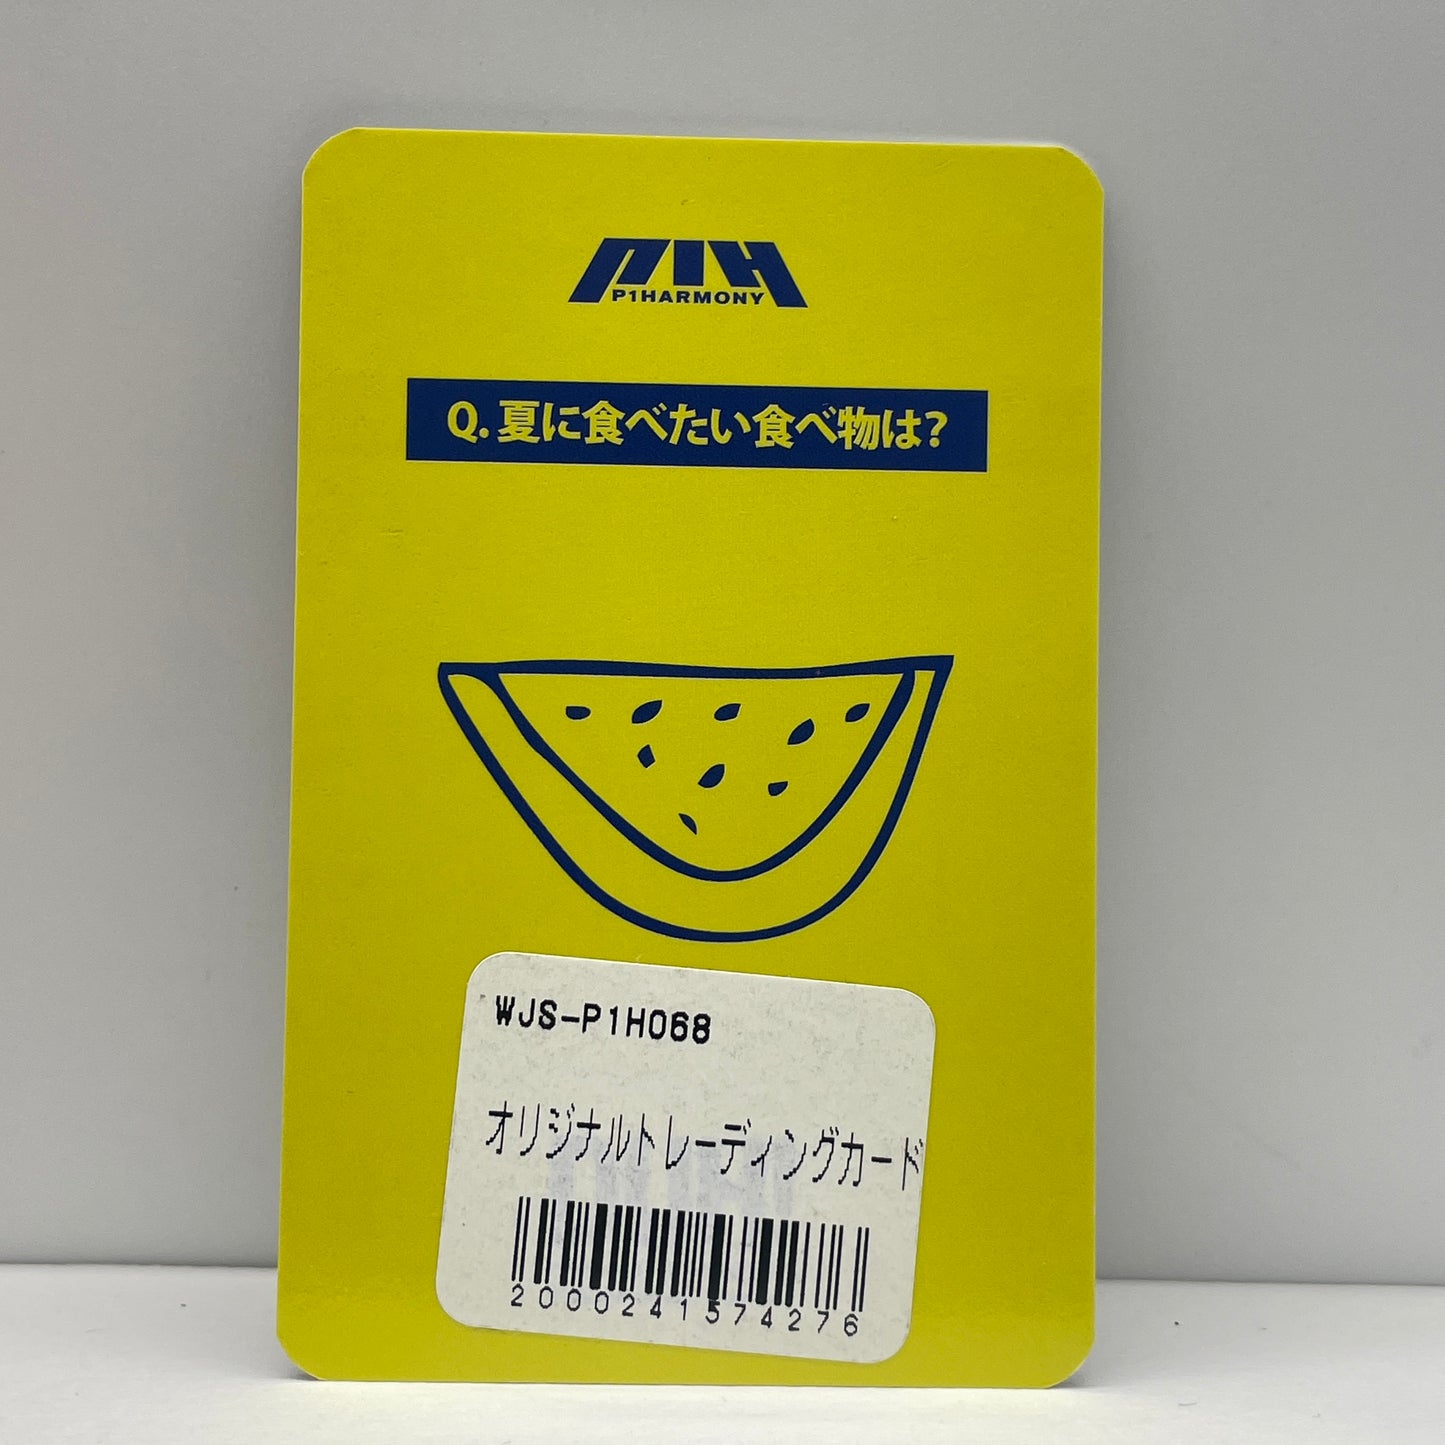 P1H
P1HARMONY
Q.夏に食べたい食べ物は?
WJS-P1H068
オリジナルトレーディングカード
2000241574276